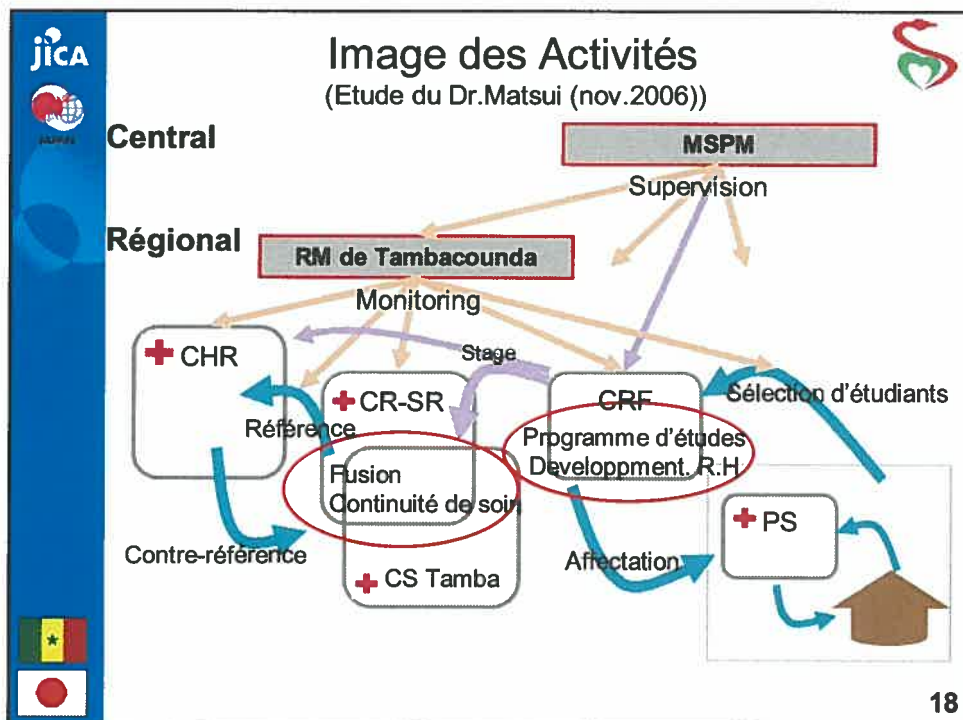 jica
Image des Activités
(Etude du Dr.Matsui (nov.2006))
Central
MSPM
Supervision
Régional
RM de Tambacounda
Monitoring
CHR
Stage
CR-SR
CRF
Sélection d'étudiants
Référence
Programme d'études
Developpment. R.H
Fusion
Continuité de soin
PS
Contre-référence
Affectation
CS Tamba
18